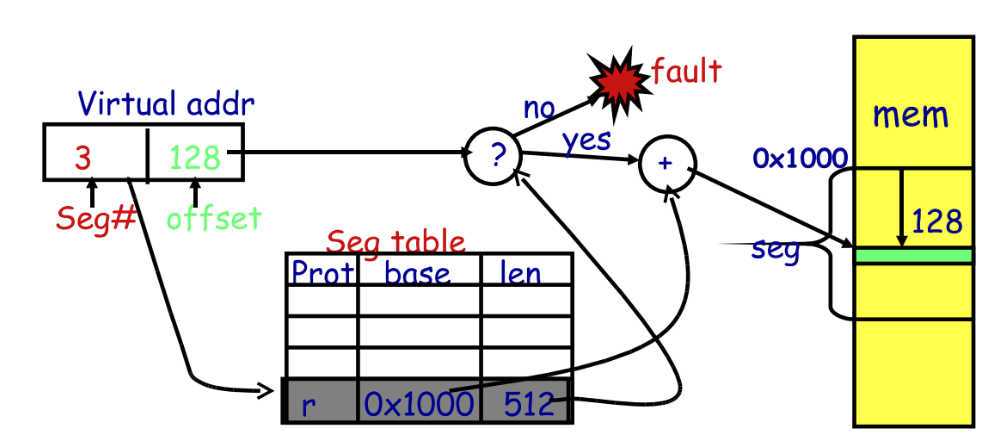 Virtual addr
3 128
Seg# offset
?
no
yes
fault
+
Seg table
Prot base len
r 0x1000 512
mem
0x1000
128
seg